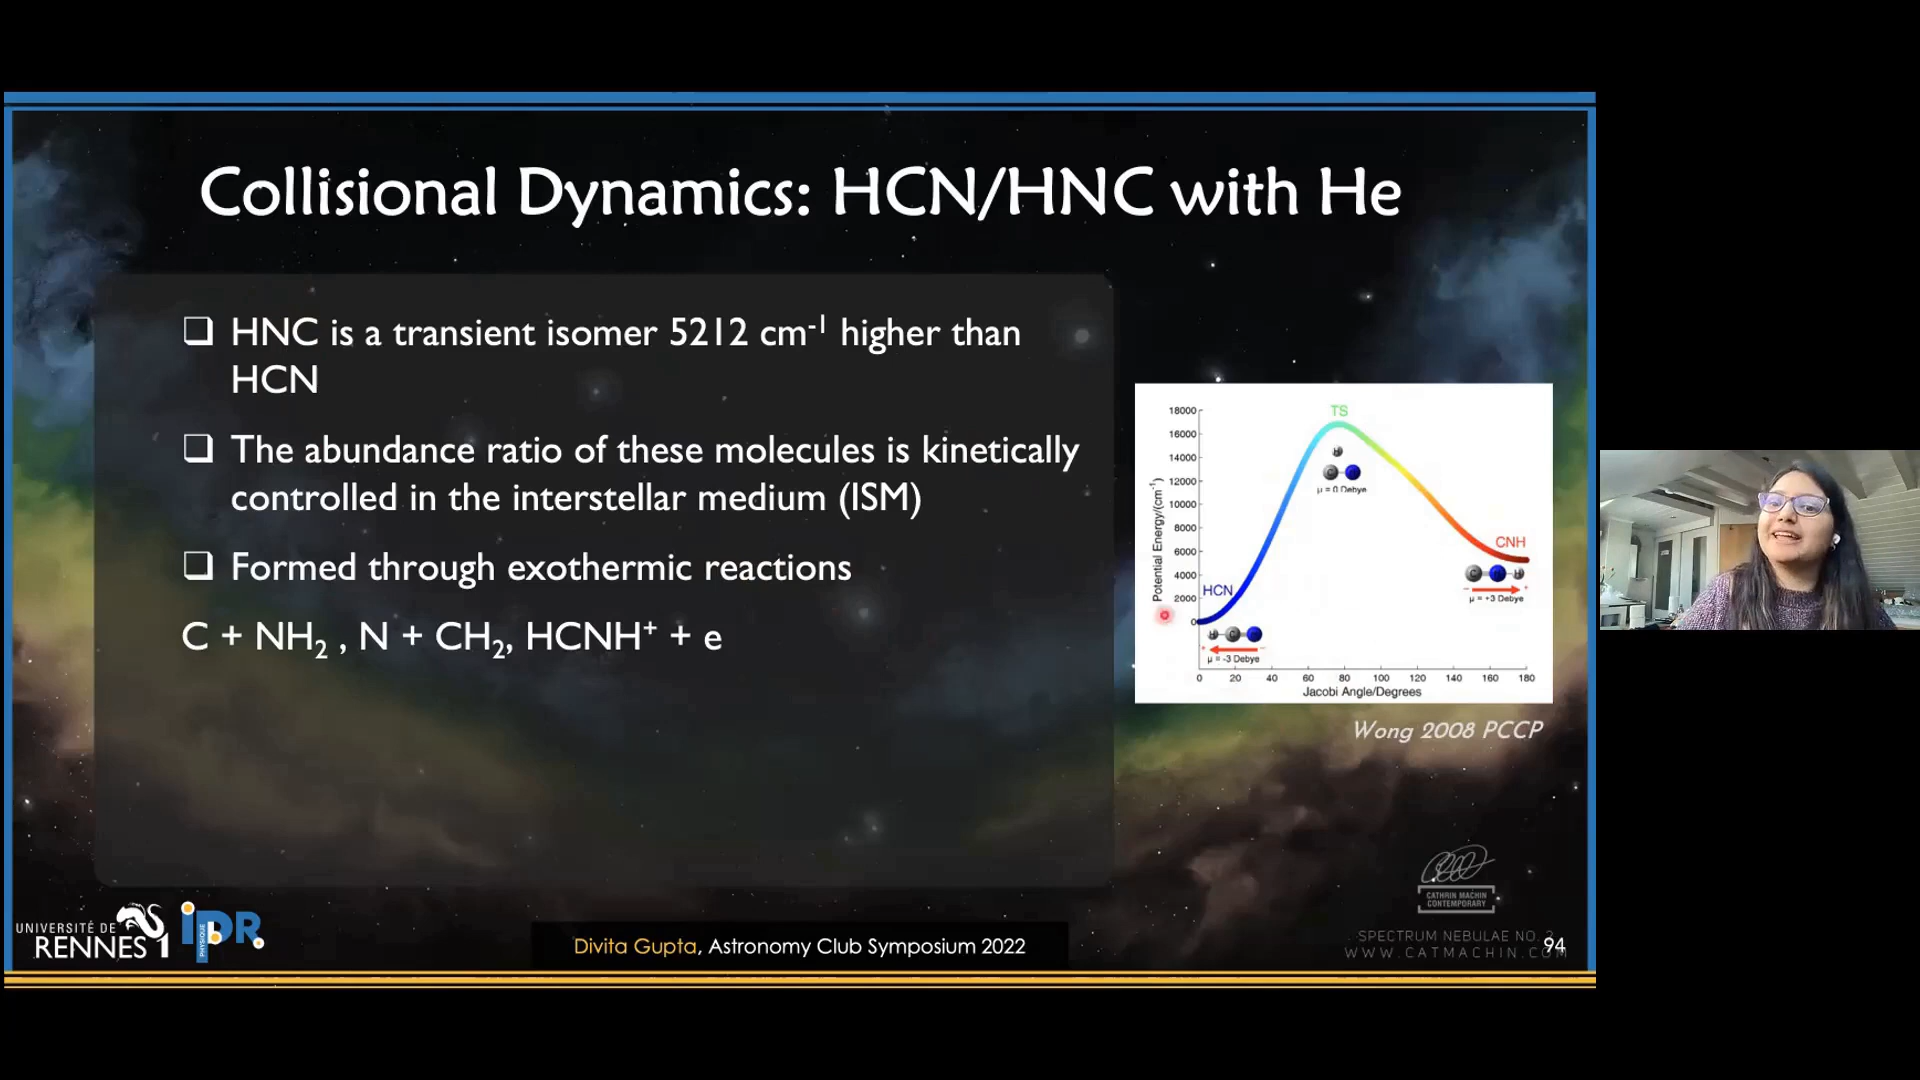 Collisional Dynamics: HCN/HNC with He
❑ HNC is a transient isomer 5212 cm⁻¹ higher than
HCN
❑ The abundance ratio of these molecules is kinetically
controlled in the interstellar medium (ISM)
❑ Formed through exothermic reactions
C + NH₂ , N + CH₂, HCNH⁺ + e
18000
16000
14000
12000
10000
8000
6000
4000
2000
0
Potential Energy/(cm⁻¹)
TS
H
C
μ = 0 Debye
CNH
C H
- +
μ = +3 Debye
HCN
H C
+ -
μ = -3 Debye
0 20 40 60 80 100 120 140 160 180
Jacobi Angle/Degrees
Wong 2008 PCCP
UNIVERSITÉ DE
RENNES 1
IPR
PHYSIQUE
Divita Gupta, Astronomy Club Symposium 2022
CATHRIN MACHIN
CONTEMPORARY
SPECTRUM NEBULAE NO. 2
94
WWW.CATMACHIN.COM